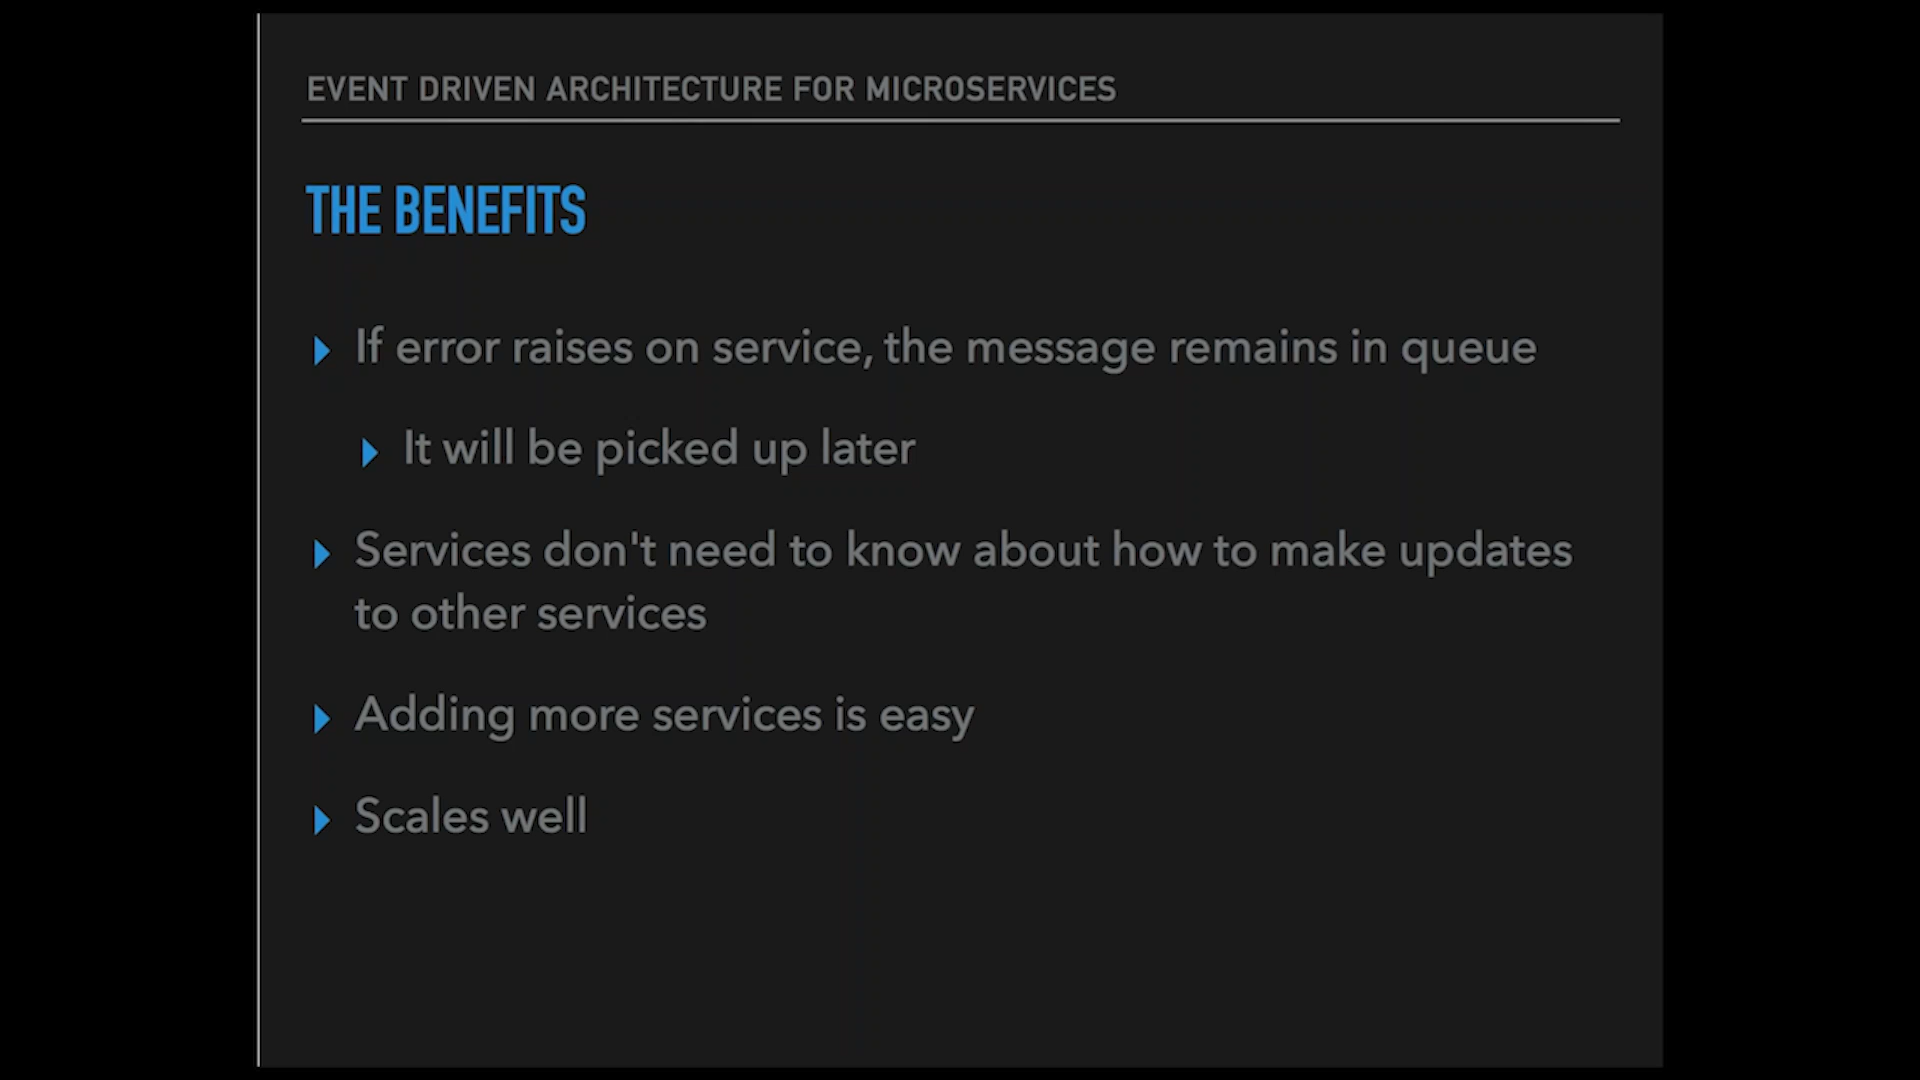 EVENT DRIVEN ARCHITECTURE FOR MICROSERVICES
THE BENEFITS
If error raises on service, the message remains in queue
It will be picked up later
Services don't need to know about how to make updates
to other services
Adding more services is easy
Scales well